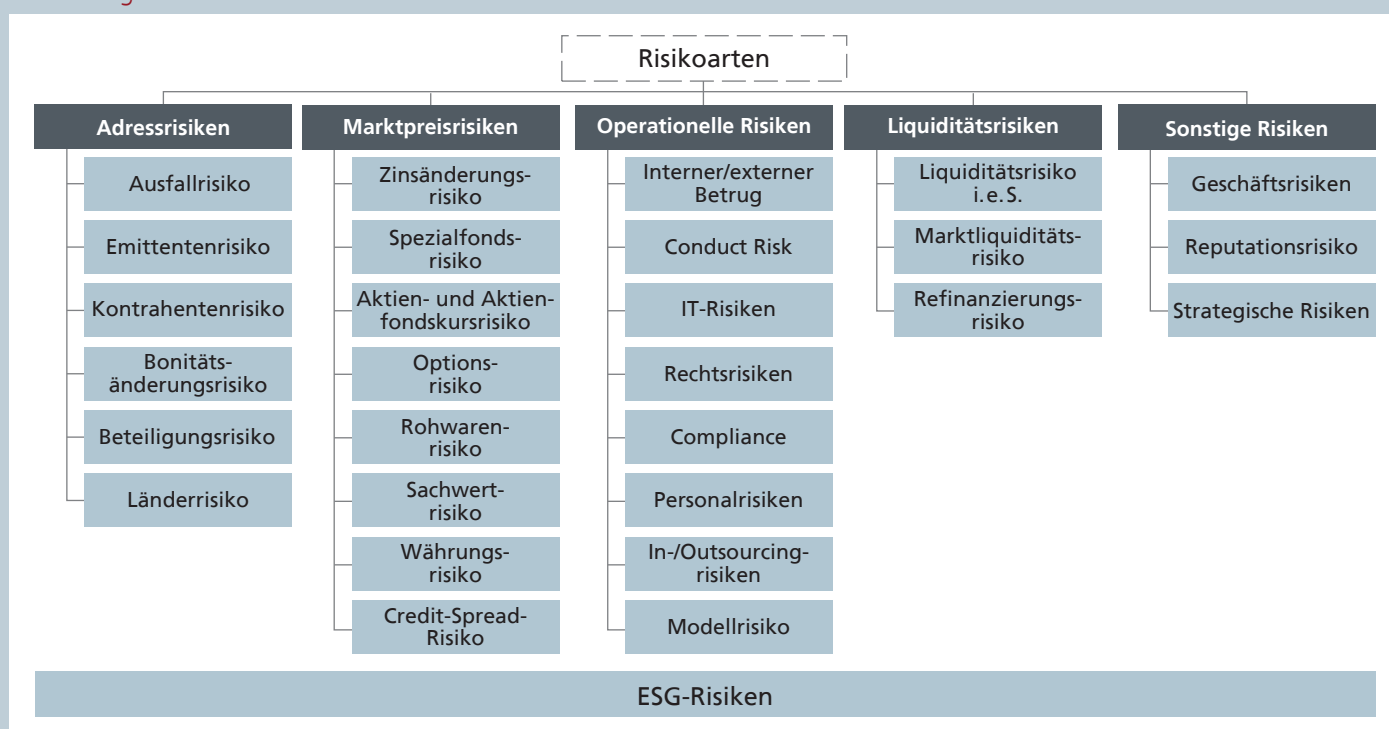 Risikoarten
Adressrisiken
Ausfallrisiko
Emittentenrisiko
Kontrahentenrisiko
Bonitäts-
änderungsrisiko
Beteiligungsrisiko
Länderrisiko
Marktpreisrisiken
Zinsänderungs-
risiko
Spezialfonds-
risiko
Aktien- und Aktien-
fondskursrisiko
Options-
risiko
Rohwaren-
risiko
Sachwert-
risiko
Währungs-
risiko
Credit-Spread-
Risiko
Operationelle Risiken
Interner/externer
Betrug
Conduct Risk
IT-Risiken
Rechtsrisiken
Compliance
Personalrisiken
In-/Outsourcing-
risiken
Modellrisiko
Liquiditätsrisiken
Liquiditätsrisiko
i.e.S.
Marktliquiditäts-
risiko
Refinanzierungs-
risiko
Sonstige Risiken
Geschäftsrisiken
Reputationsrisiko
Strategische Risiken
ESG-Risiken